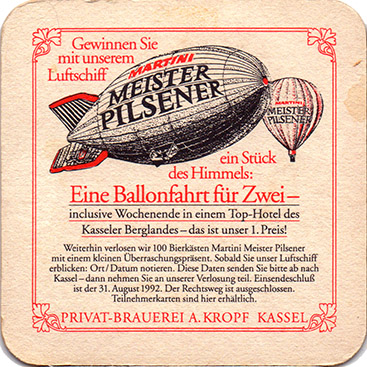 Gewinnen Sie
mit unserem
Luftschiff
MARTINI
MEISTER
PILSENER
MARTINI
MEISTER
PILSENER
ein Stück
des Himmels:
Eine Ballonfahrt für Zwei –
inclusive Wochenende in einem Top-Hotel des
Kasseler Berglandes – das ist unser 1. Preis!
Weiterhin verlosen wir 100 Bierkästen Martini Meister Pilsener
mit einem kleinen Überraschungspräsent. Sobald Sie unser Luftschiff
erblicken: Ort/Datum notieren. Diese Daten senden Sie bitte ab nach
Kassel – dann nehmen Sie an unserer Verlosung teil. Einsendeschluß
ist der 31. August 1992. Der Rechtsweg ist ausgeschlossen.
Teilnehmerkarten sind hier erhältlich.
PRIVAT-BRAUEREI A. KROPF KASSEL